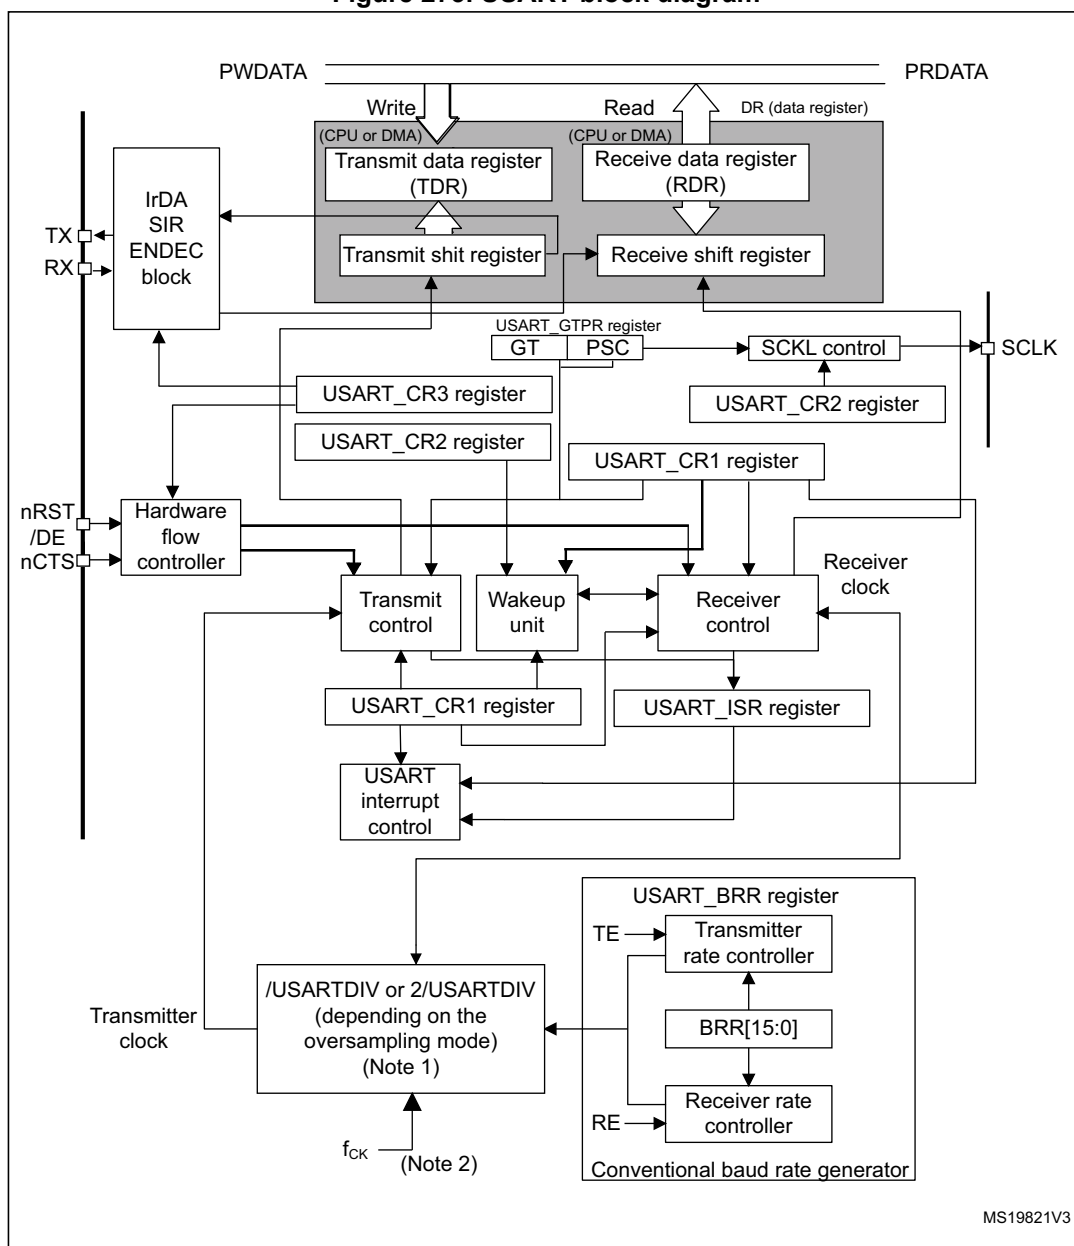 Figure 273. USART block diagram
PWDATA
PRDATA
Write
Read
DR (data register)
(CPU or DMA)
(CPU or DMA)
Transmit data register
(TDR)
Receive data register
(RDR)
IrDA
SIR
ENDEC
block
TX
RX
Transmit shit register
Receive shift register
USART_GTPR register
GT
PSC
SCKL control
SCLK
USART_CR3 register
USART_CR2 register
USART_CR2 register
USART_CR1 register
nRST
/DE
nCTS
Hardware
flow
controller
Receiver
clock
Transmit
control
Wakeup
unit
Receiver
control
USART_CR1 register
USART_ISR register
USART
interrupt
control
USART_BRR register
TE
Transmitter
rate controller
/USARTDIV or 2/USARTDIV
(depending on the
oversampling mode)
(Note 1)
Transmitter
clock
BRR[15:0]
Receiver rate
controller
RE
fCK
(Note 2)
Conventional baud rate generator
MS19821V3